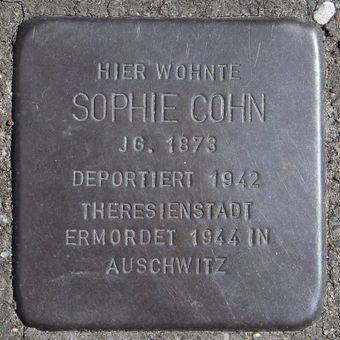 HIER WOHNTE
SOPHIE COHN
JG. 1873
DEPORTIERT 1942
THERESIENSTADT
ERMORDET 1944 IN
AUSCHWITZ